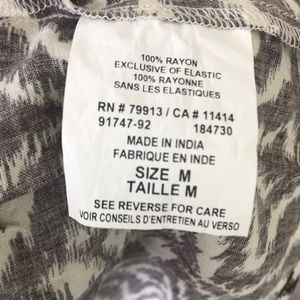 100% RAYON
EXCLUSIVE OF ELASTIC
100% RAYONNE
SANS LES ELASTIQUES
RN # 79913 / CA # 11414
91747-92 184730
MADE IN INDIA
FABRIQUE EN INDE
SIZE M
TAILLE M
SEE REVERSE FOR CARE
VOIR CONSEILS D'ENTRETIEN AU VERSO